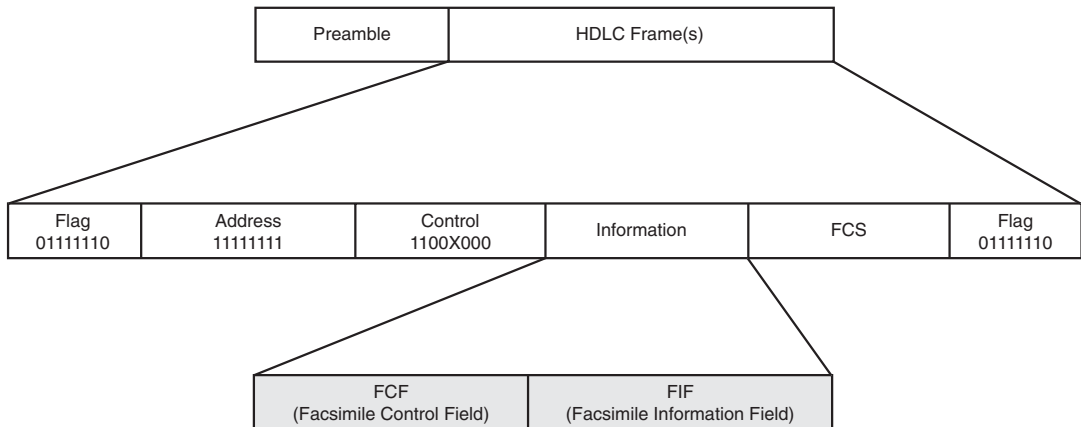 Preamble
HDLC Frame(s)
Flag
01111110
Address
11111111
Control
1100X000
Information
FCS
Flag
01111110
FCF
(Facsimile Control Field)
FIF
(Facsimile Information Field)